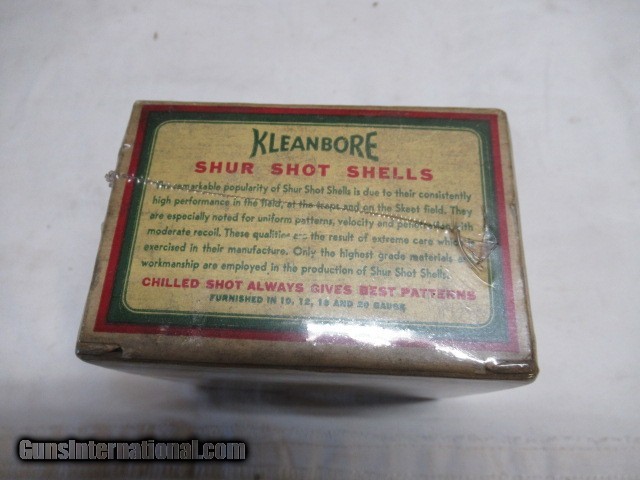 KLEANBORE
SHUR SHOT SHELLS
The remarkable popularity of Shur Shot Shells is due to their consistently
high performance in the field, at the traps and on the Skeet field. They
are especially noted for uniform patterns, velocity and penetration with
moderate recoil. These qualities are the result of extreme care which is
exercised in their manufacture. Only the highest grade materials and
workmanship are employed in the production of Shur Shot Shells.
CHILLED SHOT ALWAYS GIVES BEST PATTERNS
FURNISHED IN 10, 12, 16 AND 20 GAUGE
GunsInternational.com